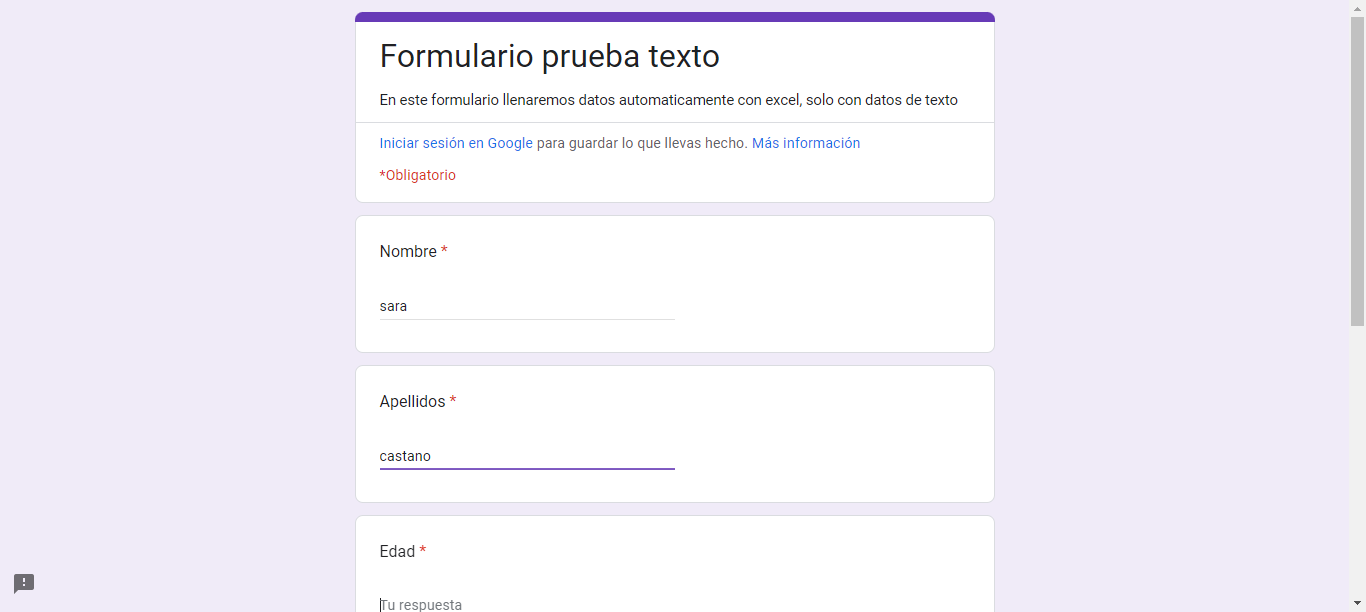 Formulario prueba texto
En este formulario llenaremos datos automaticamente con excel, solo con datos de texto
Iniciar sesión en Google para guardar lo que llevas hecho. Más información
*Obligatorio
Nombre *
sara
Apellidos *
castano
Edad *
Tu respuesta